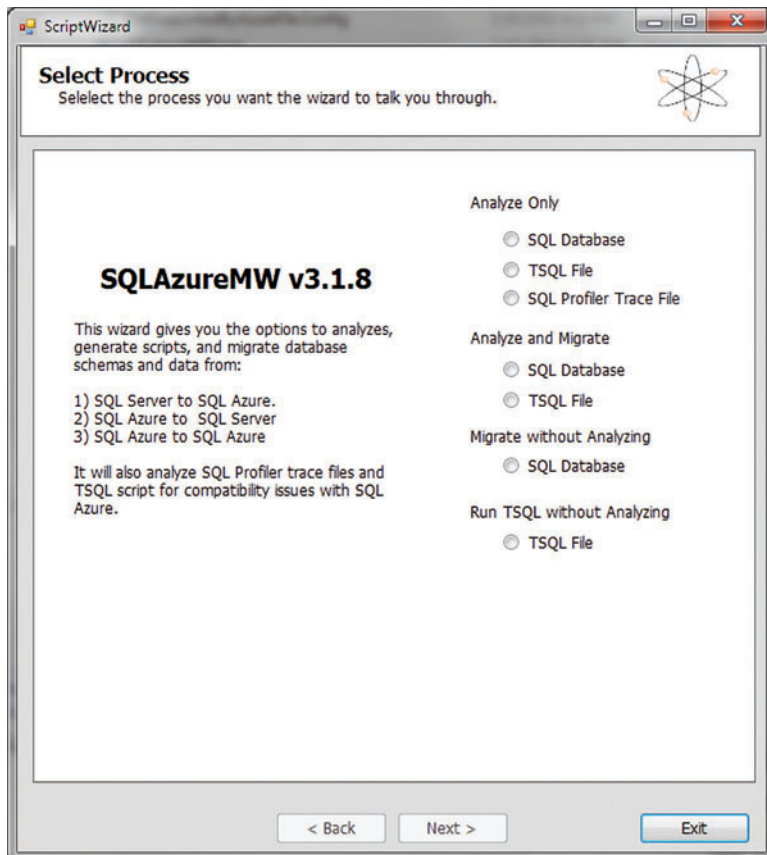 ScriptWizard
Select Process
Selelect the process you want the wizard to talk you through.
SQLAzureMW v3.1.8
This wizard gives you the options to analyzes,
generate scripts, and migrate database
schemas and data from:
1) SQL Server to SQL Azure.
2) SQL Azure to  SQL Server
3) SQL Azure to SQL Azure
It will also analyze SQL Profiler trace files and
TSQL script for compatibility issues with SQL
Azure.
Analyze Only
SQL Database
TSQL File
SQL Profiler Trace File
Analyze and Migrate
SQL Database
TSQL File
Migrate without Analyzing
SQL Database
Run TSQL without Analyzing
TSQL File
< Back
Next >
Exit